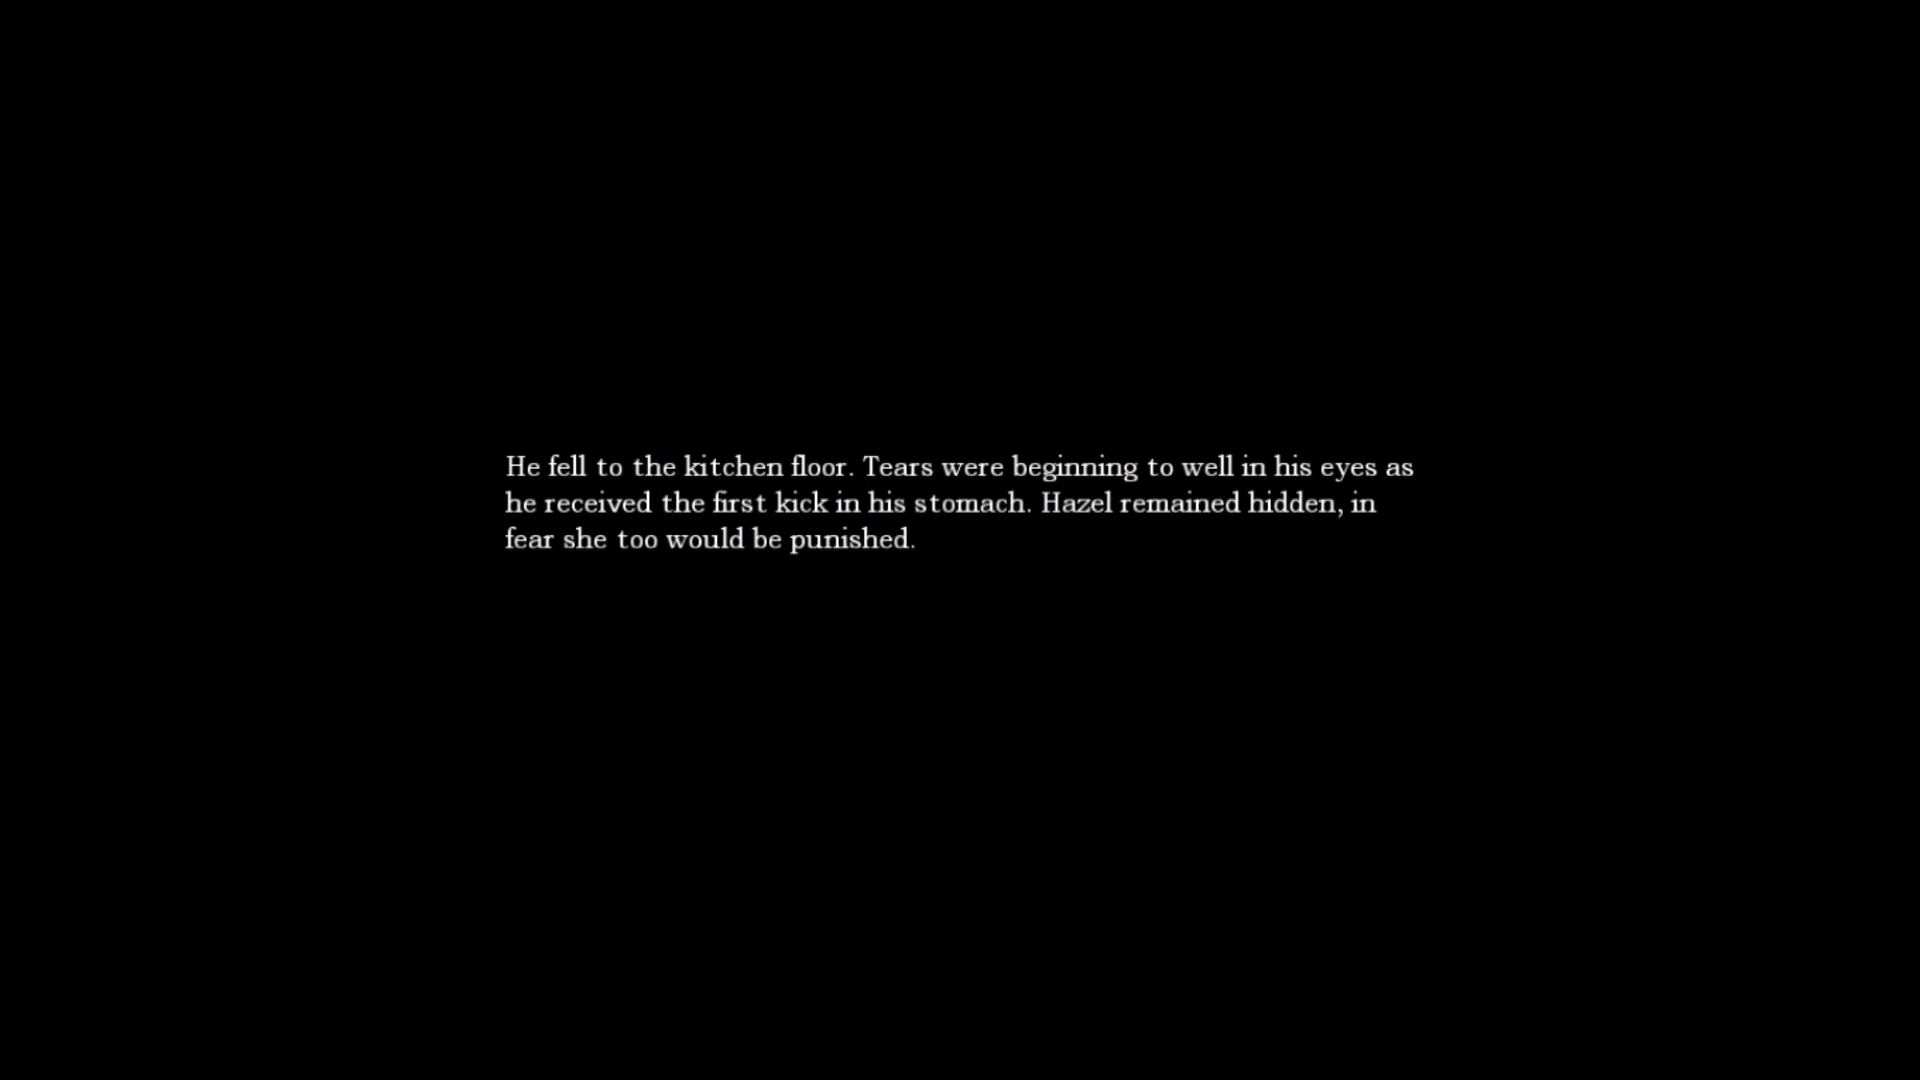 He fell to the kitchen floor. Tears were beginning to well in his eyes as
he received the first kick in his stomach. Hazel remained hidden, in
fear she too would be punished.